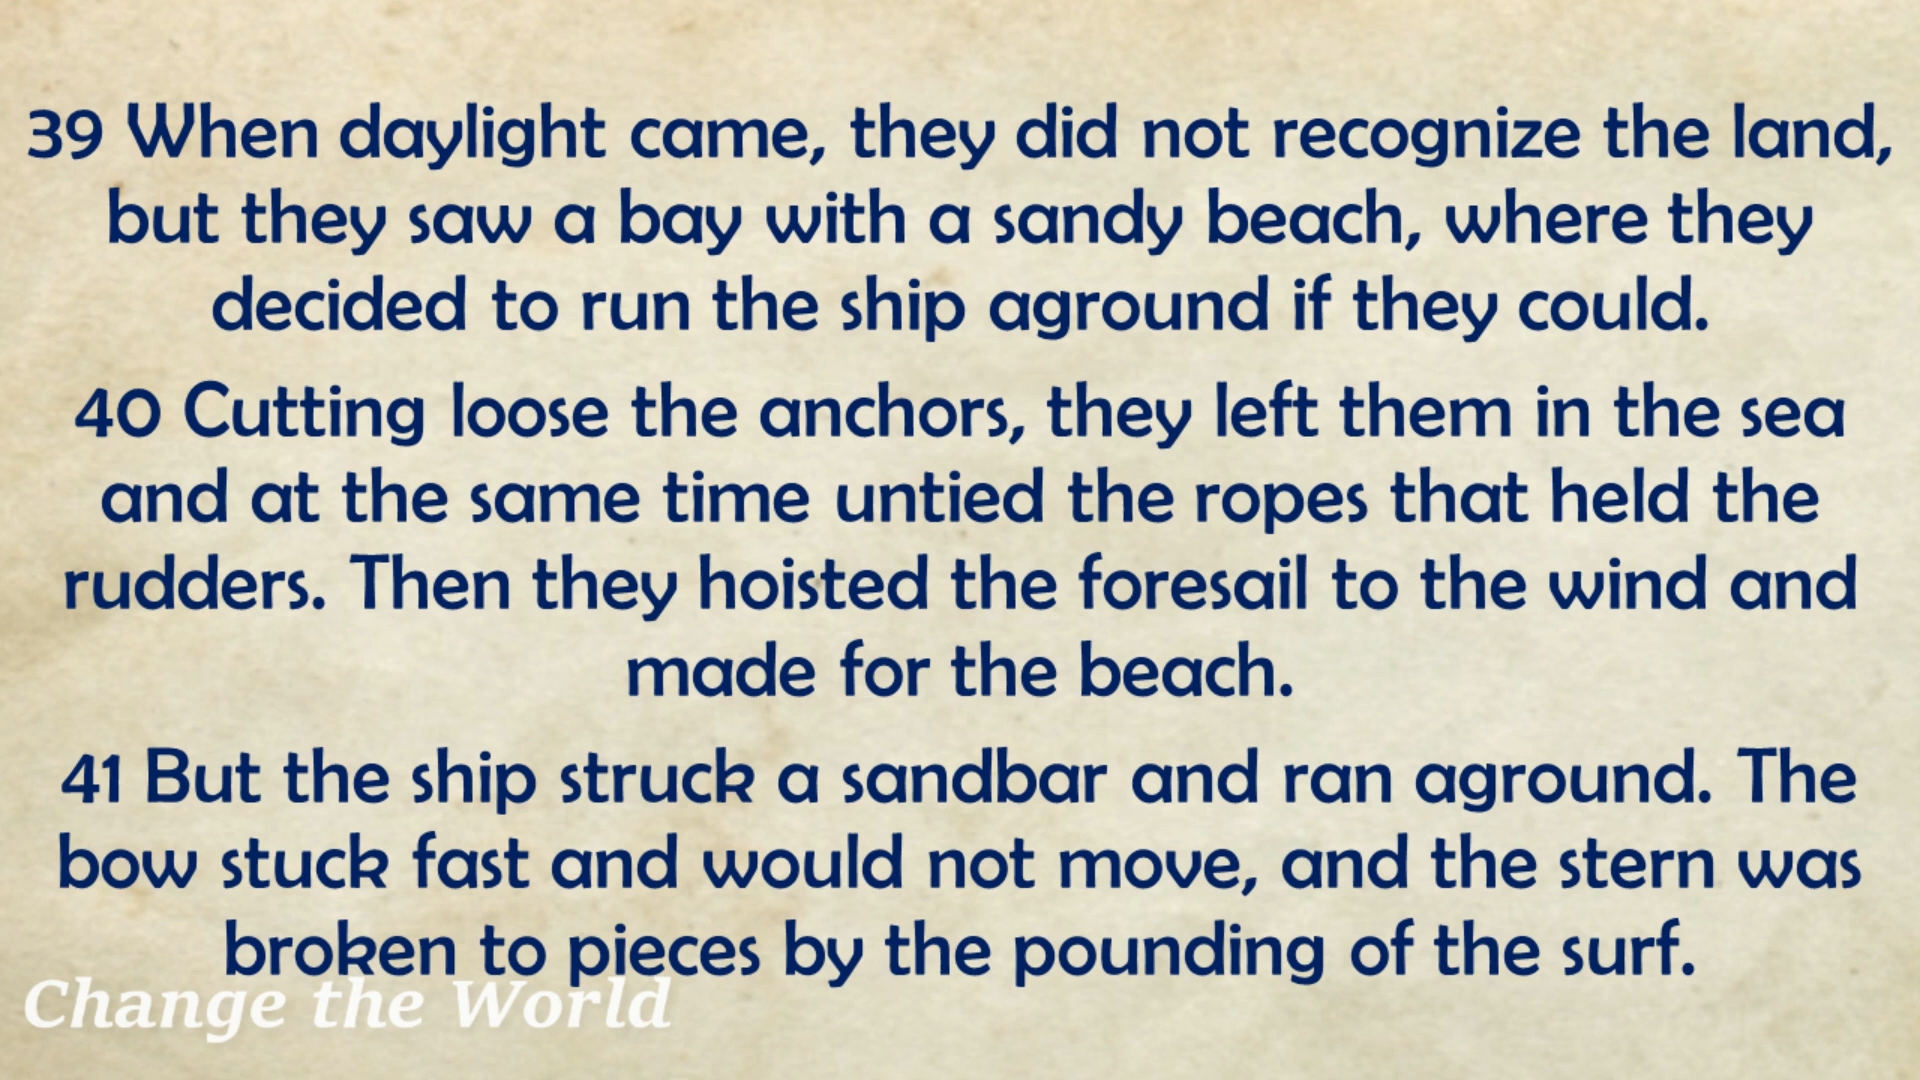 39 When daylight came, they did not recognize the land,
but they saw a bay with a sandy beach, where they
decided to run the ship aground if they could.
40 Cutting loose the anchors, they left them in the sea
and at the same time untied the ropes that held the
rudders. Then they hoisted the foresail to the wind and
made for the beach.
41 But the ship struck a sandbar and ran aground. The
bow stuck fast and would not move, and the stern was
broken to pieces by the pounding of the surf.
Change the World